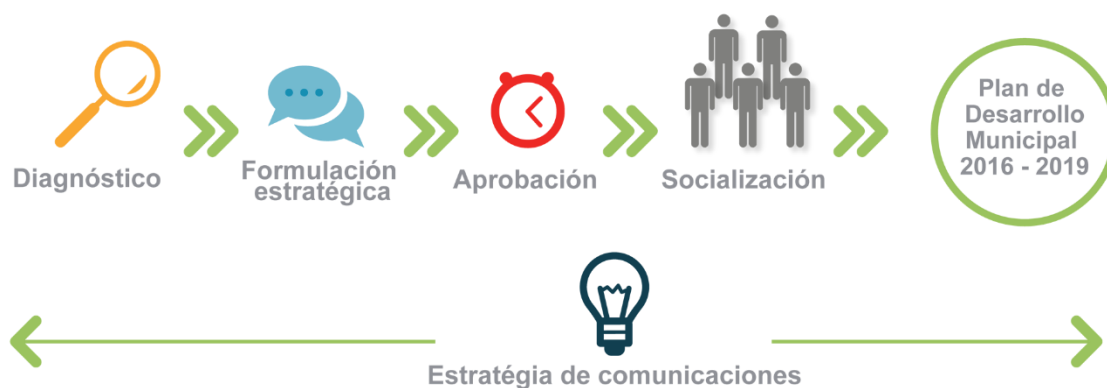 Diagnóstico
Formulación
estratégica
Aprobación
Socialización
Plan de
Desarrollo
Municipal
2016 - 2019
Estratégia de comunicaciones